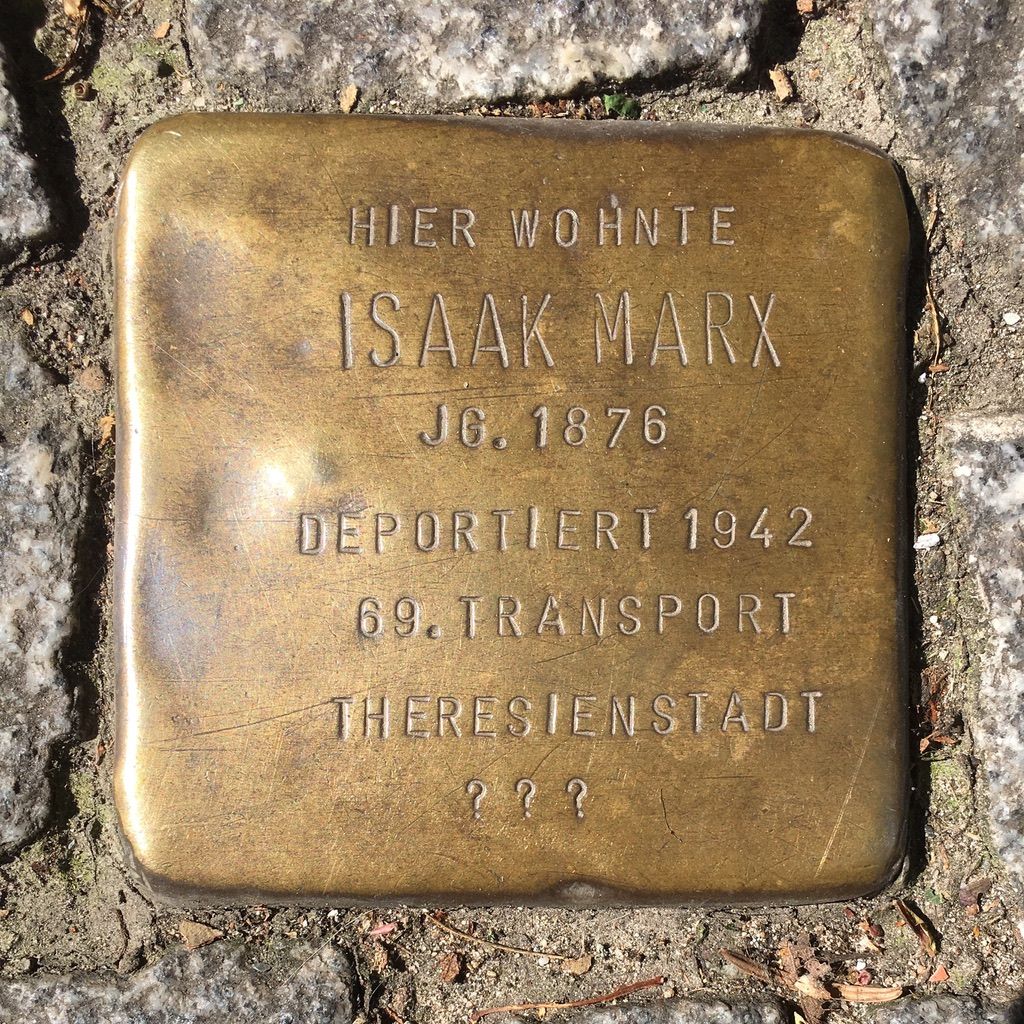 HIER WOHNTE
ISAAK MARX
JG. 1876
DEPORTIERT 1942
69. TRANSPORT
THERESIENSTADT
? ? ?